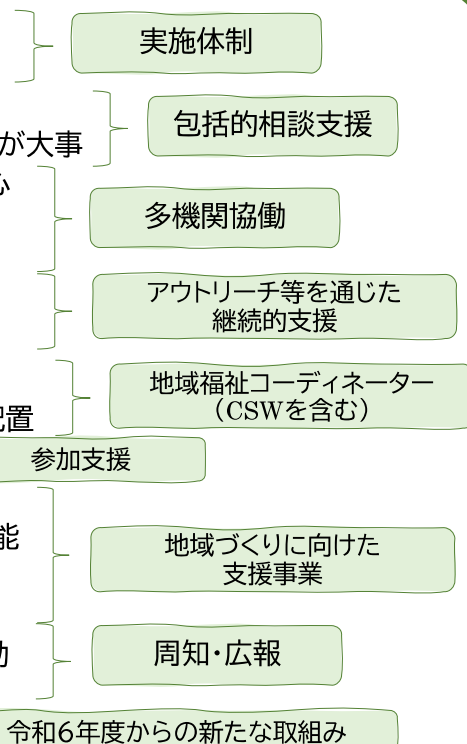 実施体制
包括的相談支援
が大事
多機関協働
アウトリーチ等を通じた
継続的支援
地域福祉コーディネーター
（CSWを含む）
配置
参加支援
能
地域づくりに向けた
支援事業
周知・広報
令和6年度からの新たな取組み